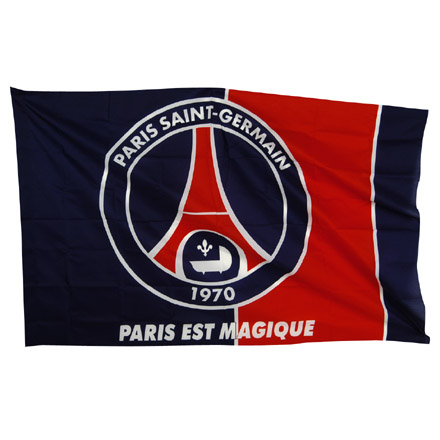 PARIS SAINT-GERMAIN
1970
PARIS EST MAGIQUE